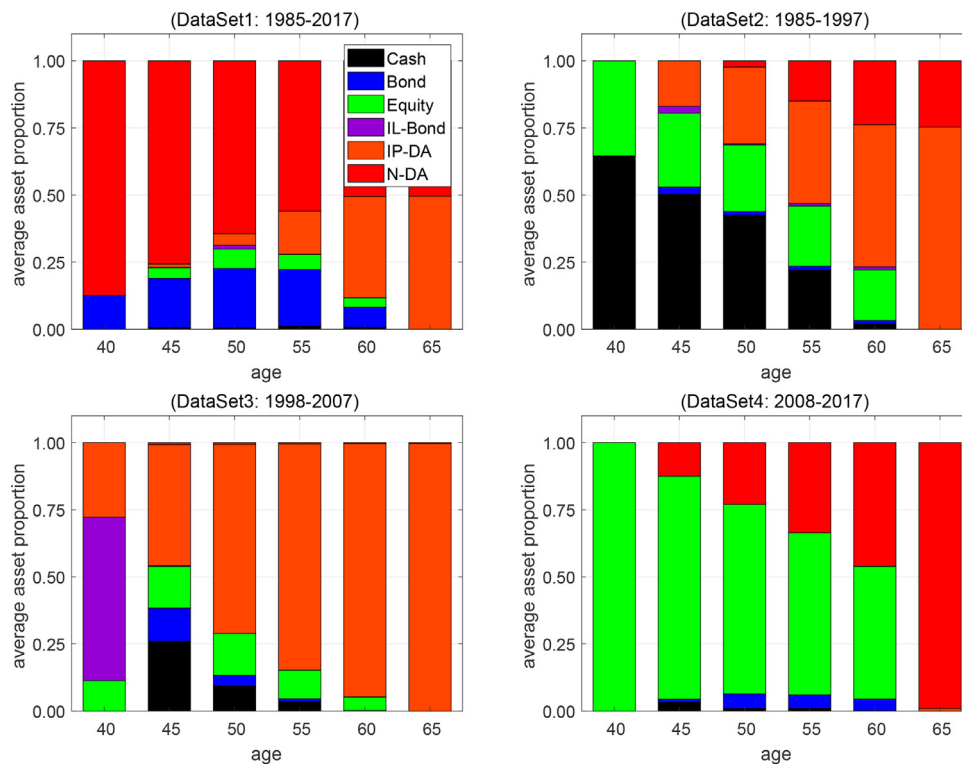 (DataSet1: 1985-2017)
average asset proportion
1.00
0.75
0.50
0.25
0.00
40 45 50 55 60 65
age
Cash
Bond
Equity
IL-Bond
IP-DA
N-DA
(DataSet2: 1985-1997)
average asset proportion
1.00
0.75
0.50
0.25
0.00
40 45 50 55 60 65
age
(DataSet3: 1998-2007)
average asset proportion
1.00
0.75
0.50
0.25
0.00
40 45 50 55 60 65
age
(DataSet4: 2008-2017)
average asset proportion
1.00
0.75
0.50
0.25
0.00
40 45 50 55 60 65
age